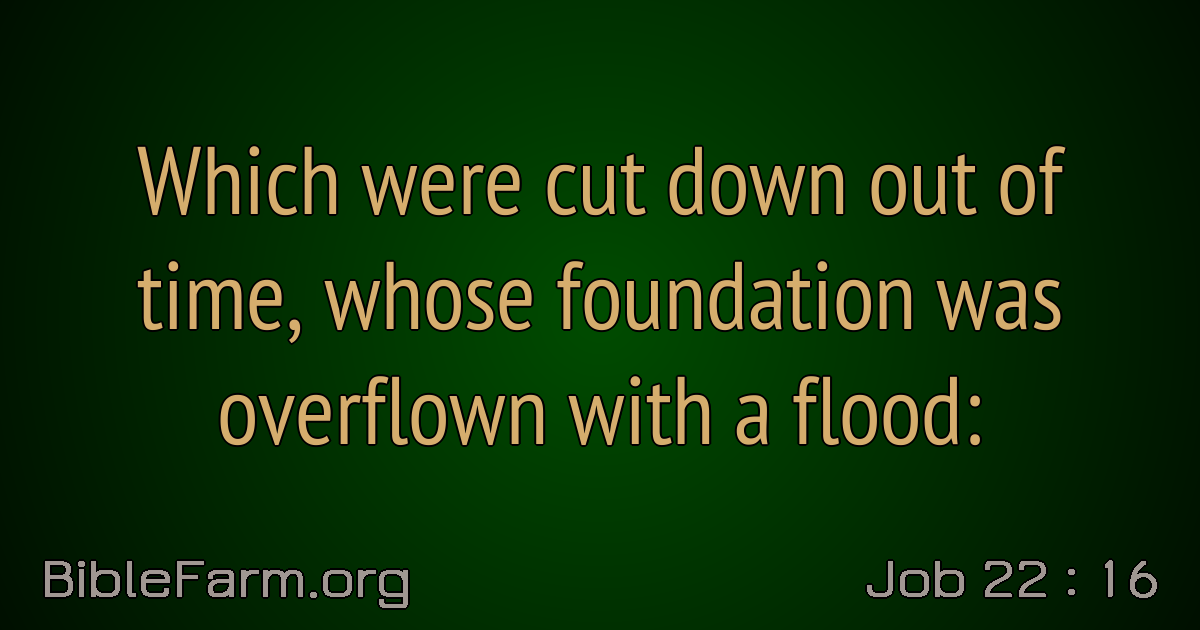 Which were cut down out of
time, whose foundation was
overflown with a flood:
BibleFarm.org
Job 22 : 16